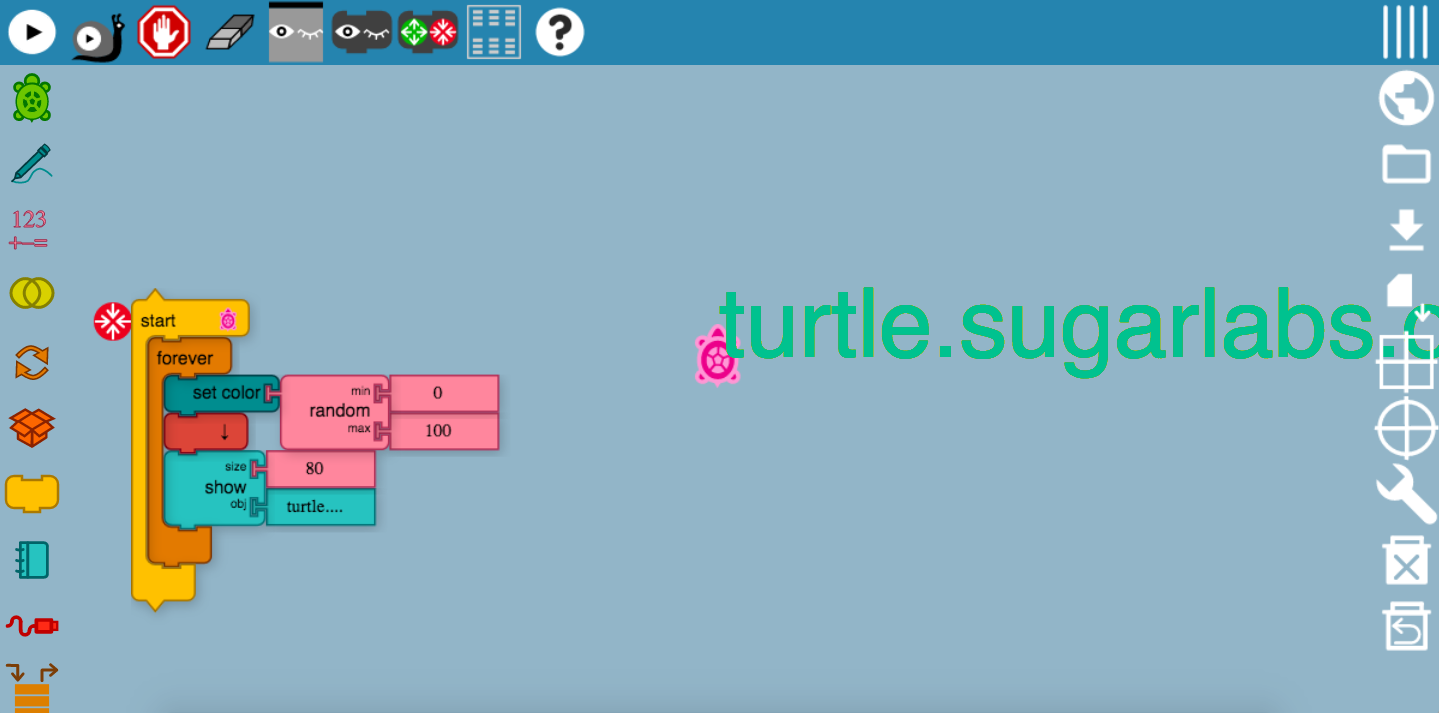 ?
123
+−=
start
forever
set color
min
0
random
max
100
↓
size
80
show
obj
turtle....
turtle.sugarlabs.